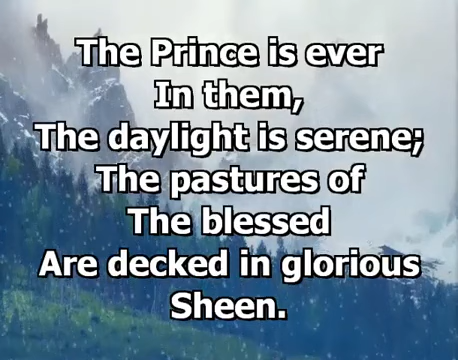 The Prince is ever
In them,
The daylight is serene;
The pastures of
The blessed
Are decked in glorious
Sheen.